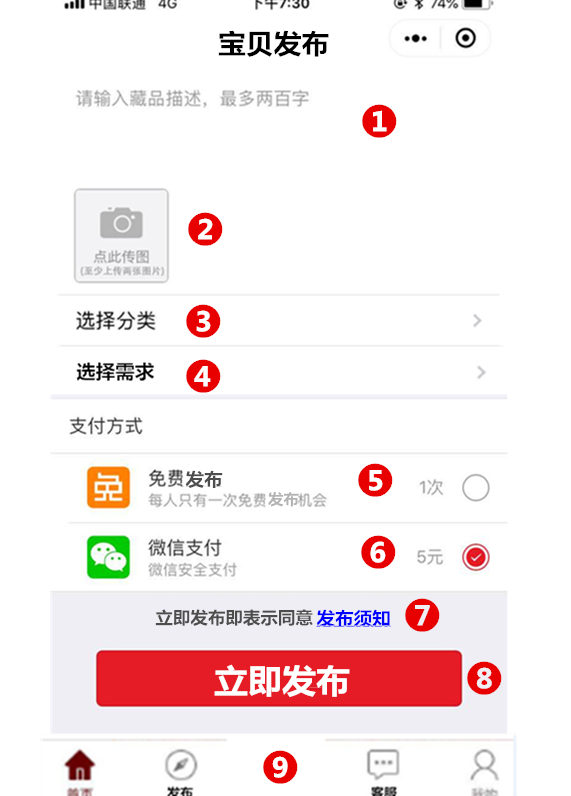 中国联通 4G 下午7:30 74%
宝贝发布
请输入藏品描述，最多两百字
1
点此传图
(至少上传两张图片)
2
选择分类 3
选择需求 4
支付方式
免 免费发布 5 1次
每人只有一次免费发布机会
微信支付 6 5元
微信安全支付
立即发布即表示同意 发布须知 7
立即发布 8
9
首页 发布 客服 我的